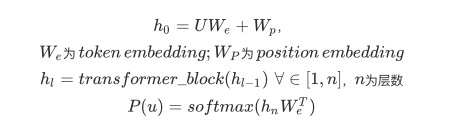 h_0 = UW_e + W_p,
W_e为token embedding; W_P为position embedding
h_l = transformer_block(h_{l-1}) ∀ ∈ [1, n], n为层数
P(u) = softmax(h_n W_e^T)